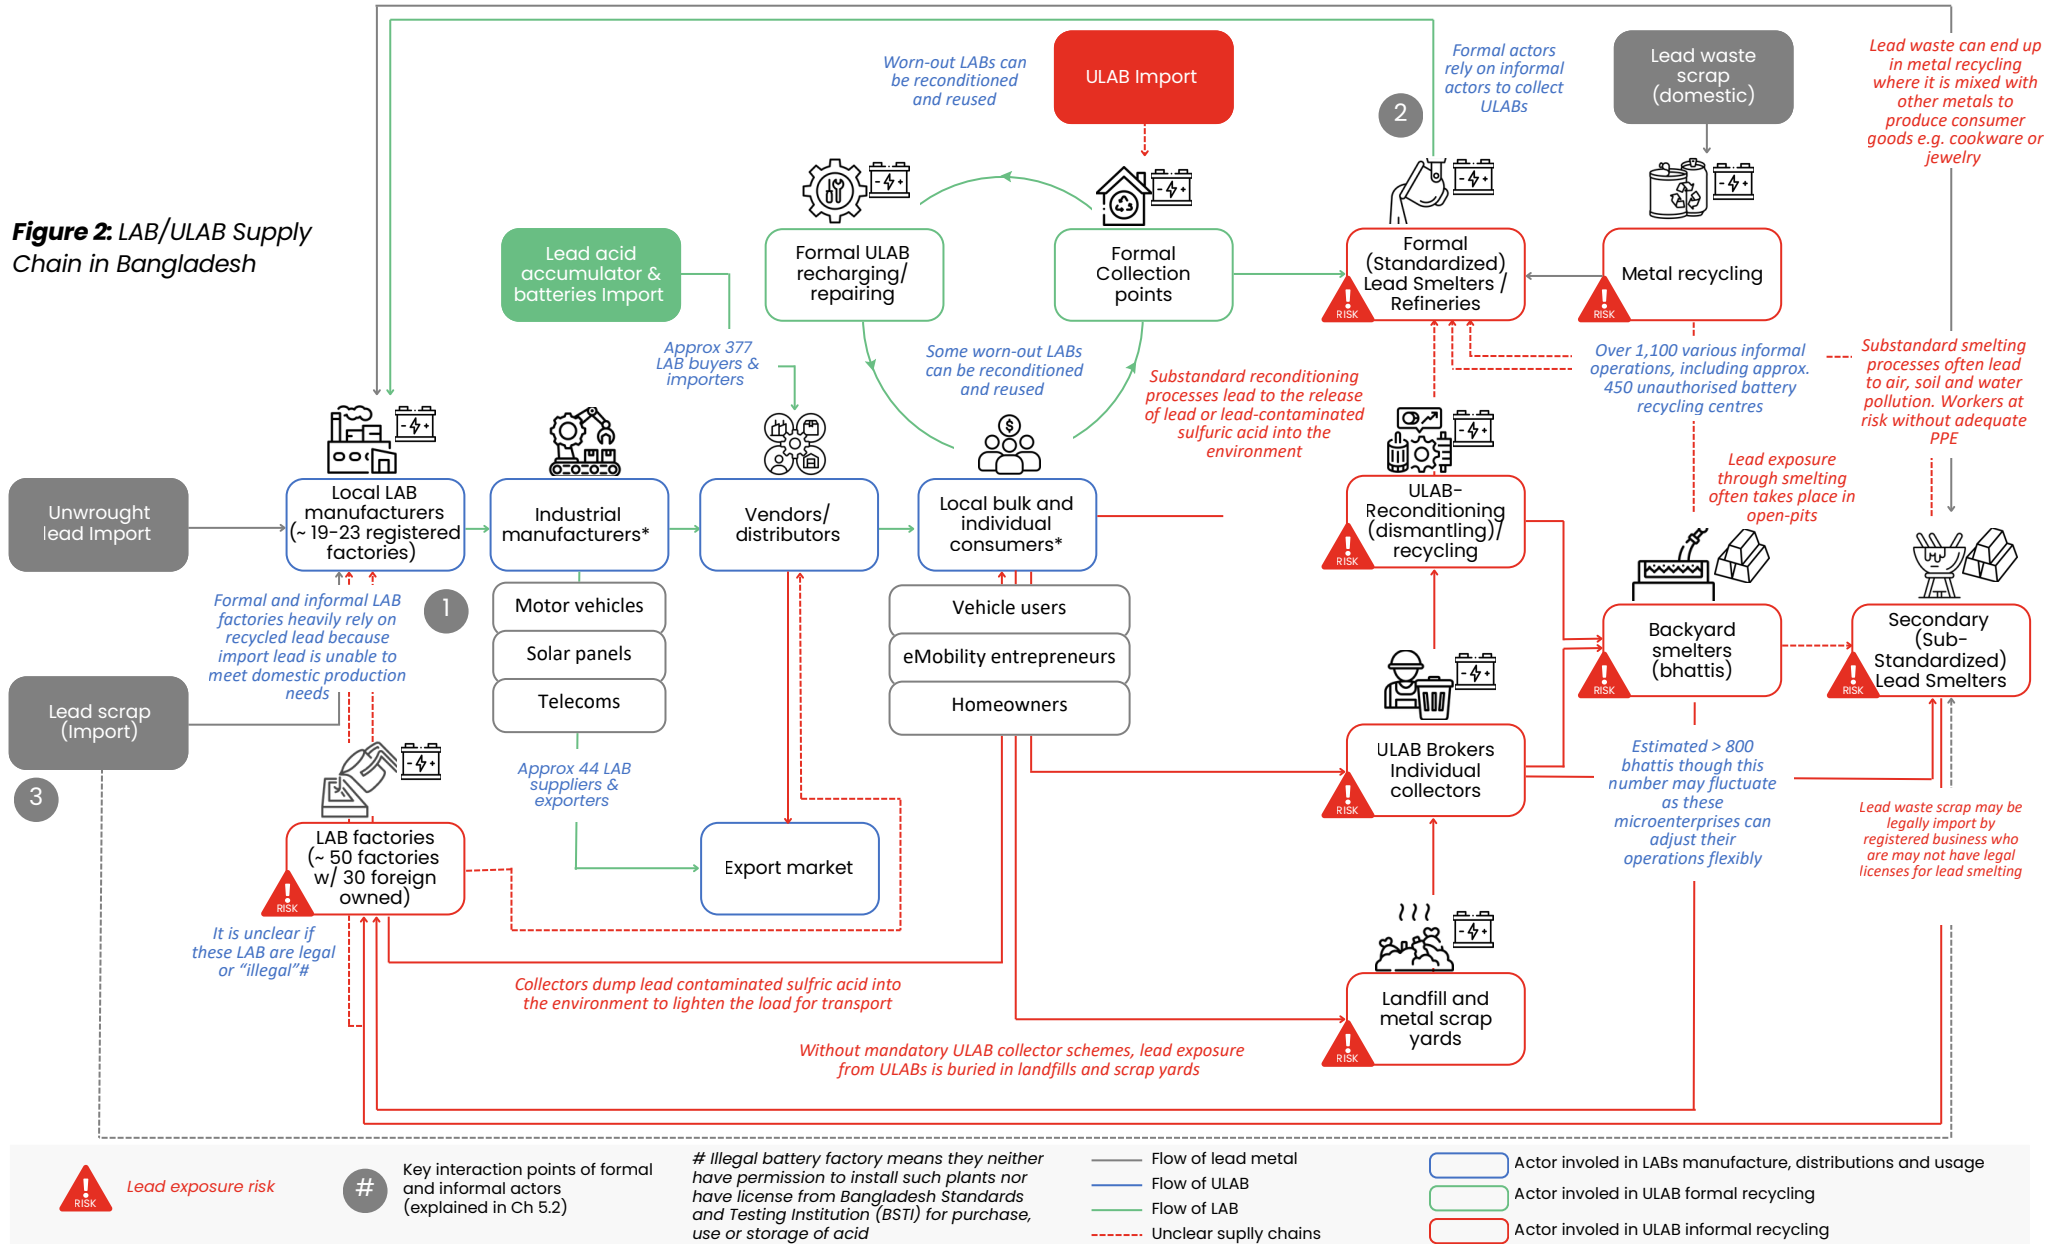 Figure 2: LAB/ULAB Supply
Chain in Bangladesh
Worn-out LABs can
be reconditioned
and reused
ULAB Import
Formal actors
rely on informal
actors to collect
ULABs
2
Lead waste
scrap
(domestic)
Lead waste can end up
in metal recycling
where it is mixed with
other metals to
produce consumer
goods e.g. cookware or
jewelry
Lead acid
accumulator &
batteries Import
Formal ULAB
recharging/
repairing
Formal
Collection
points
Formal
(Standardized)
Lead Smelters /
Refineries
RISK
Metal recycling
RISK
Approx 377
LAB buyers &
importers
Some worn-out LABs
can be reconditioned
and reused
Substandard reconditioning
processes lead to the release
of lead or lead-contaminated
sulfuric acid into the
environment
Over 1,100 various informal
operations, including approx.
450 unauthorised battery
recycling centres
Substandard smelting
processes often lead
to air, soil and water
pollution. Workers at
risk without adequate
PPE
Lead exposure
through smelting
often takes place in
open-pits
Unwrought
lead Import
Local LAB
manufacturers
(~ 19-23 registered
factories)
Industrial
manufacturers*
Vendors/
distributors
Local bulk and
individual
consumers*
ULAB-
Reconditioning
(dismantling)/
recycling
RISK
Formal and informal LAB
factories heavily rely on
recycled lead because
import lead is unable to
meet domestic production
needs
1
Motor vehicles
Solar panels
Telecoms
Vehicle users
eMobility entrepreneurs
Homeowners
Backyard
smelters
(bhattis)
RISK
Secondary
(Sub-
Standardized)
Lead Smelters
RISK
Lead scrap
(Import)
3
Approx 44 LAB
suppliers &
exporters
ULAB Brokers
Individual
collectors
RISK
Estimated > 800
bhattis though this
number may fluctuate
as these
microenterprises can
adjust their
operations flexibly
Lead waste scrap may be
legally import by
registered business who
are may not have legal
licenses for lead smelting
LAB factories
(~ 50 factories
w/ 30 foreign
owned)
RISK
Export market
It is unclear if
these LAB are legal
or “illegal”#
Collectors dump lead contaminated sulfric acid into
the environment to lighten the load for transport
Landfill and
metal scrap
yards
RISK
Without mandatory ULAB collector schemes, lead exposure
from ULABs is buried in landfills and scrap yards
RISK
Lead exposure risk
#
Key interaction points of formal
and informal actors
(explained in Ch 5.2)
# Illegal battery factory means they neither
have permission to install such plants nor
have license from Bangladesh Standards
and Testing Institution (BSTI) for purchase,
use or storage of acid
Flow of lead metal
Flow of ULAB
Flow of LAB
Unclear suplly chains
Actor involed in LABs manufacture, distributions and usage
Actor involed in ULAB formal recycling
Actor involed in ULAB informal recycling